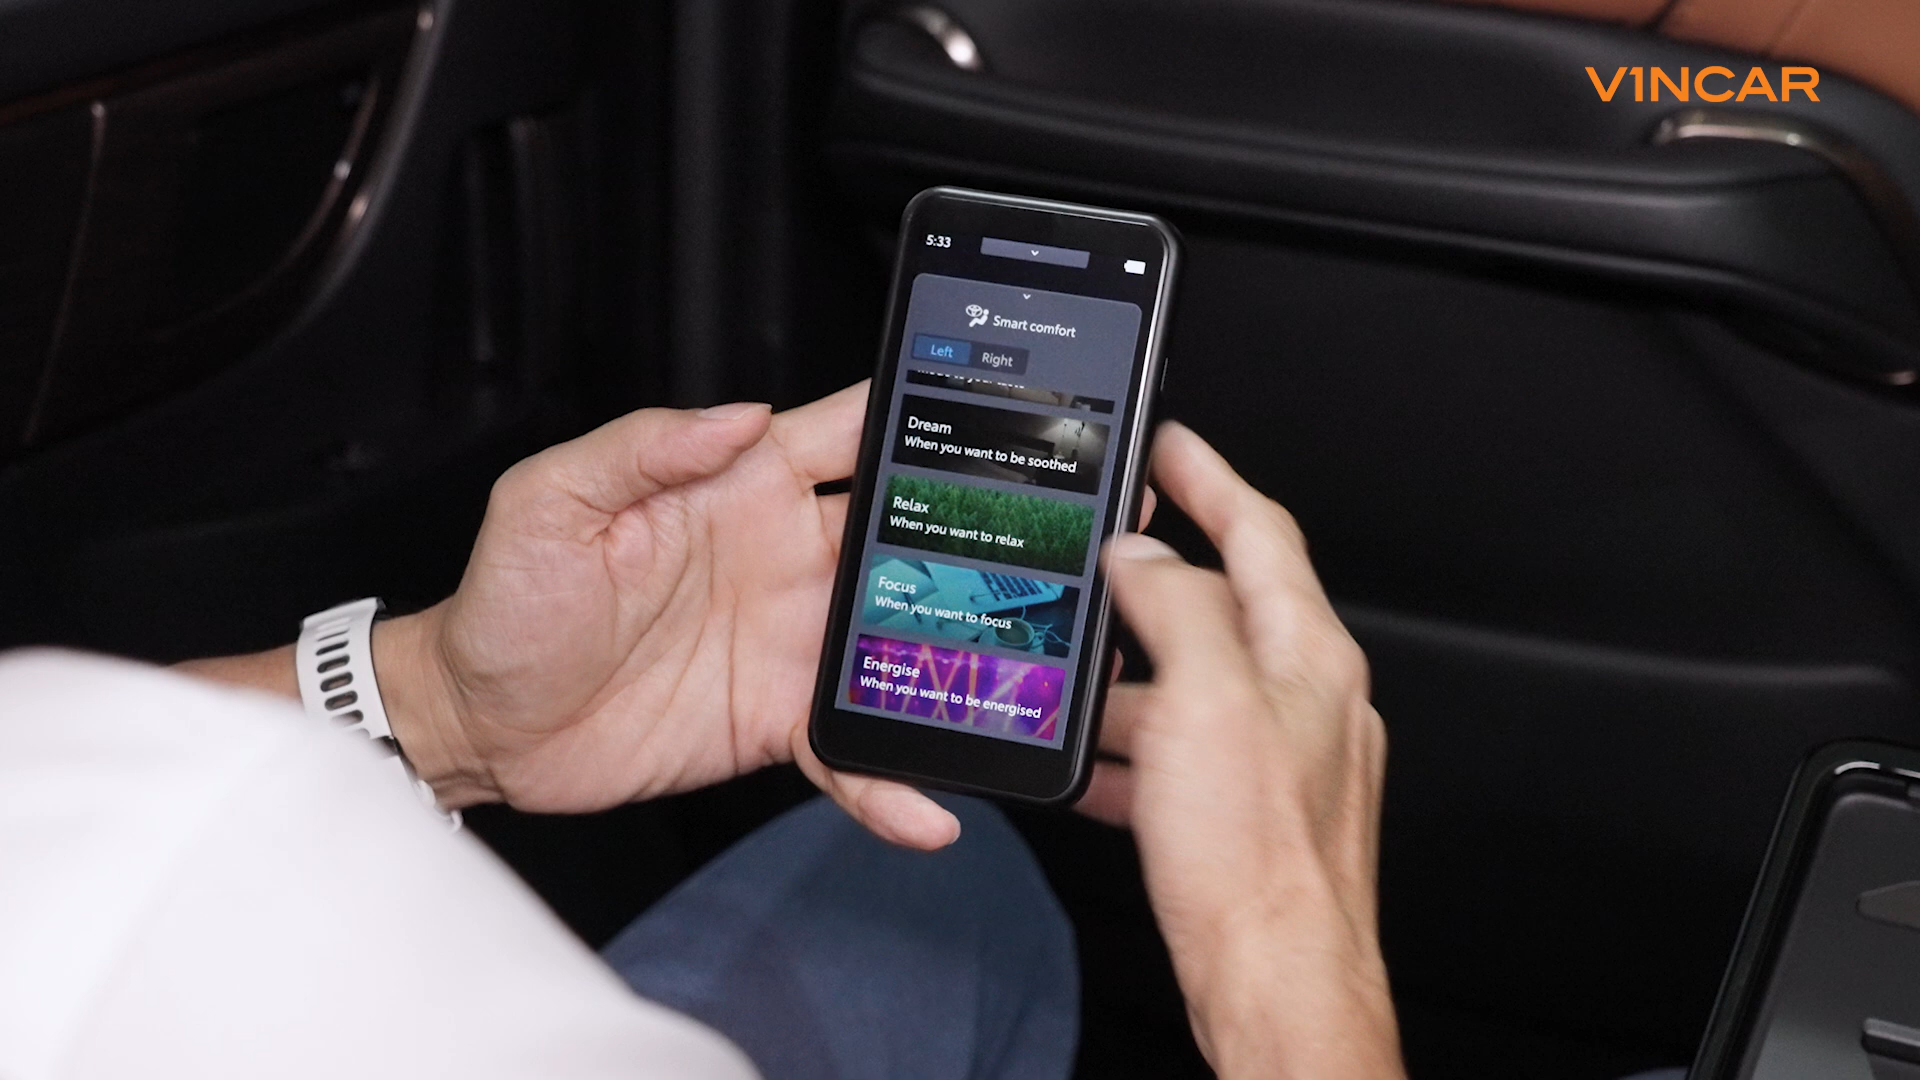 V1NCAR
5:33
Smart comfort
Left Right
Dream
When you want to be soothed
Relax
When you want to relax
Focus
When you want to focus
Energise
When you want to be energised